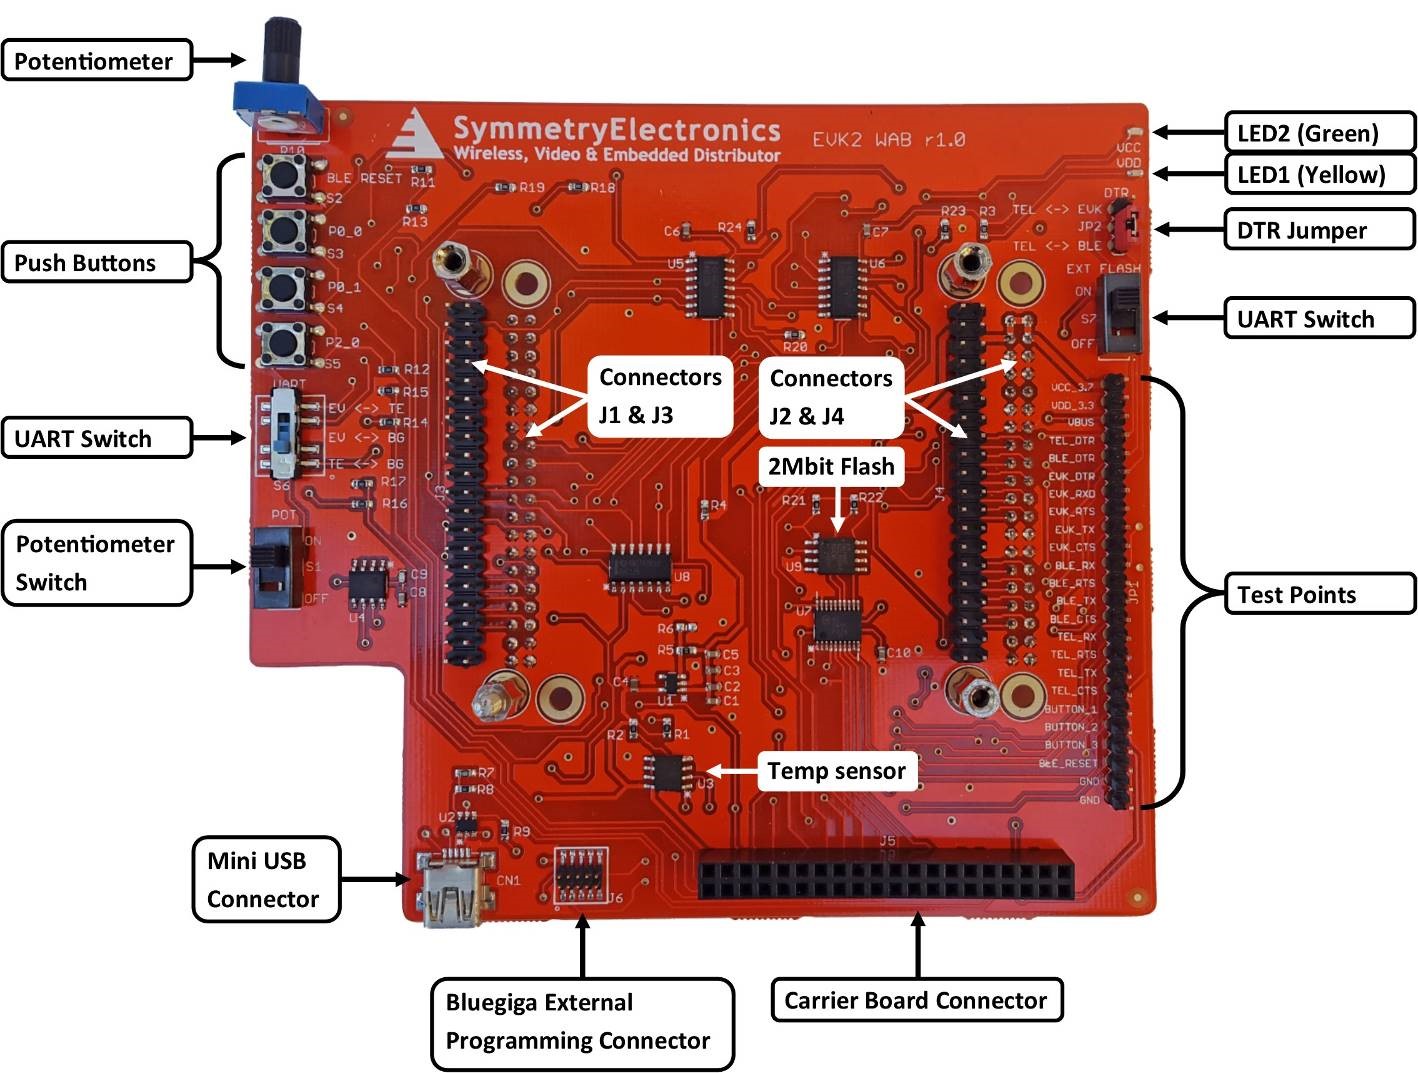 Potentiometer
SymmetryElectronics
Wireless, Video & Embedded Distributor
EVK2 WAB r1.0
LED2 (Green)
VCC
VDD
LED1 (Yellow)
R10
BLE RESET
R11
S2
R13
R19
R18
DTR
TEL <-> EVK
JP2
TEL <-> BLE
DTR Jumper
Push Buttons
P0_0
S3
P0_1
S4
P2_0
S5
C6
R24
C7
R23
R3
U5
U6
EXT FLASH
ON
S7
OFF
UART Switch
R20
Connectors
J1 & J3
Connectors
J2 & J4
2Mbit Flash
R12
R15
R14
UART
EV <-> TE
EV <-> BG
TE <-> BG
S6
UART Switch
R17
R16
J3
J4
R4
R21
R22
U9
U8
U7
C10
POT
ON
S1
OFF
Potentiometer
Switch
C9
C8
U4
VCC_3.7
VDD_3.3
VBUS
TEL_DTR
BLE_DTR
EVK_DTR
EVK_RXD
EVK_RTS
EVK_TX
EVK_CTS
BLE_RX
BLE_RTS
BLE_TX
BLE_CTS
TEL_RX
TEL_RTS
TEL_TX
TEL_CTS
BUTTON_1
BUTTON_2
BUTTON_3
BLE_RESET
GND
GND
JP1
Test Points
R6
R5
C5
C3
C2
C1
C4
U1
R2
R1
U3
Temp sensor
R7
R8
U2
R9
CN1
J6
J5
Mini USB
Connector
Bluegiga External
Programming Connector
Carrier Board Connector